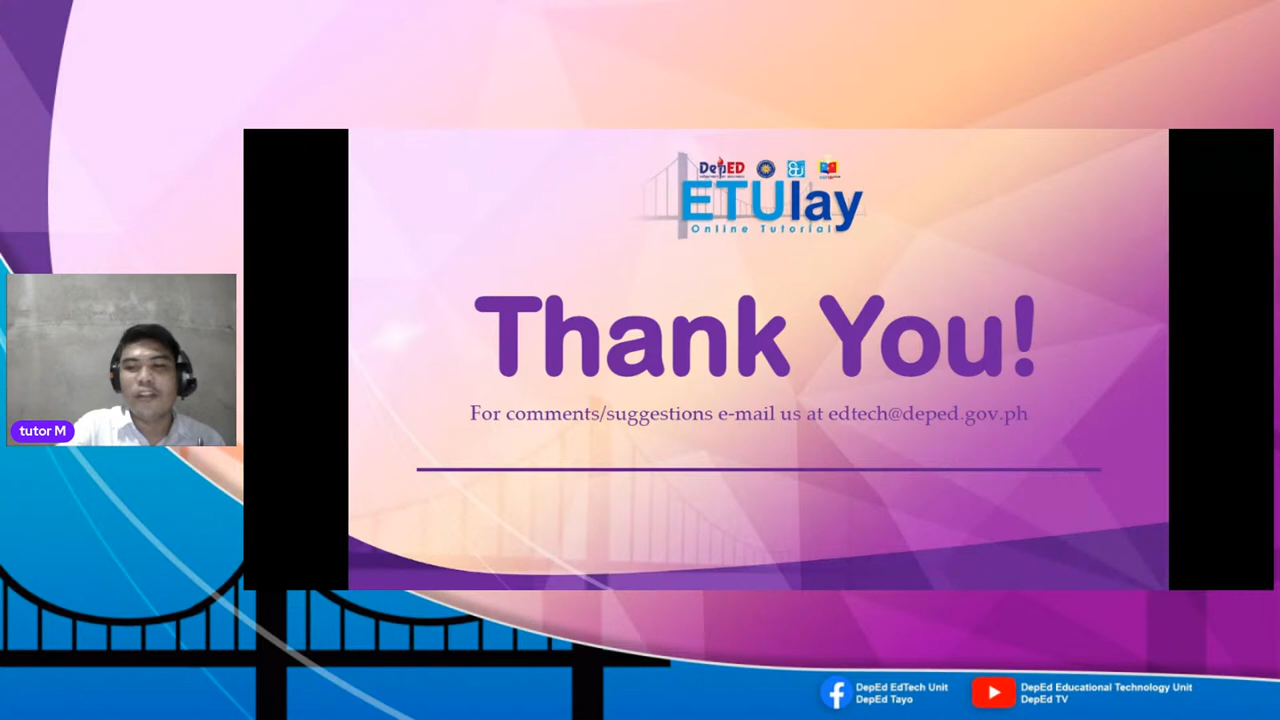 DepED
ETUlay
Online Tutorial
Thank You!
For comments/suggestions e-mail us at edtech@deped.gov.ph
tutor M
DepEd EdTech Unit
DepEd Tayo
DepEd Educational Technology Unit
DepEd TV